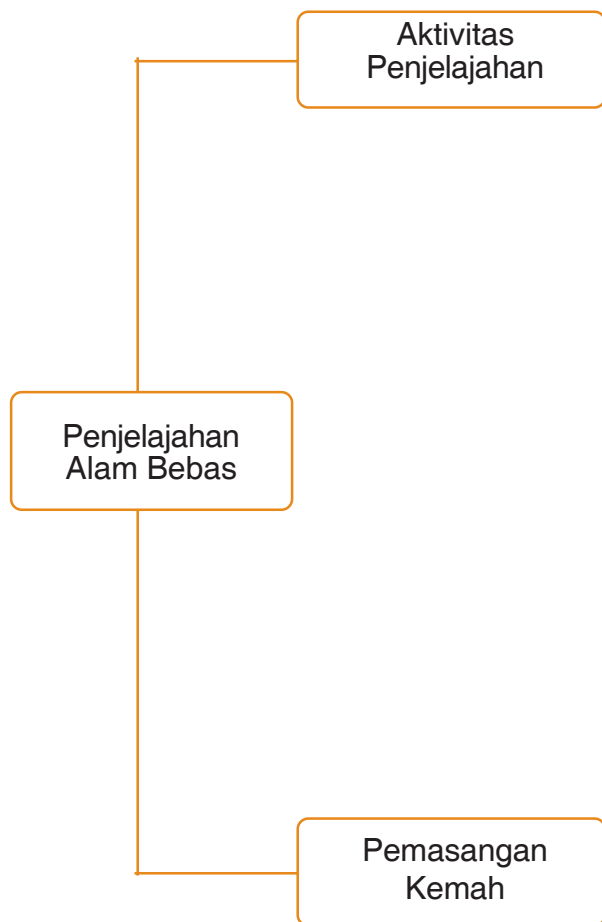 Aktivitas
Penjelajahan
Penjelajahan
Alam Bebas
Pemasangan
Kemah